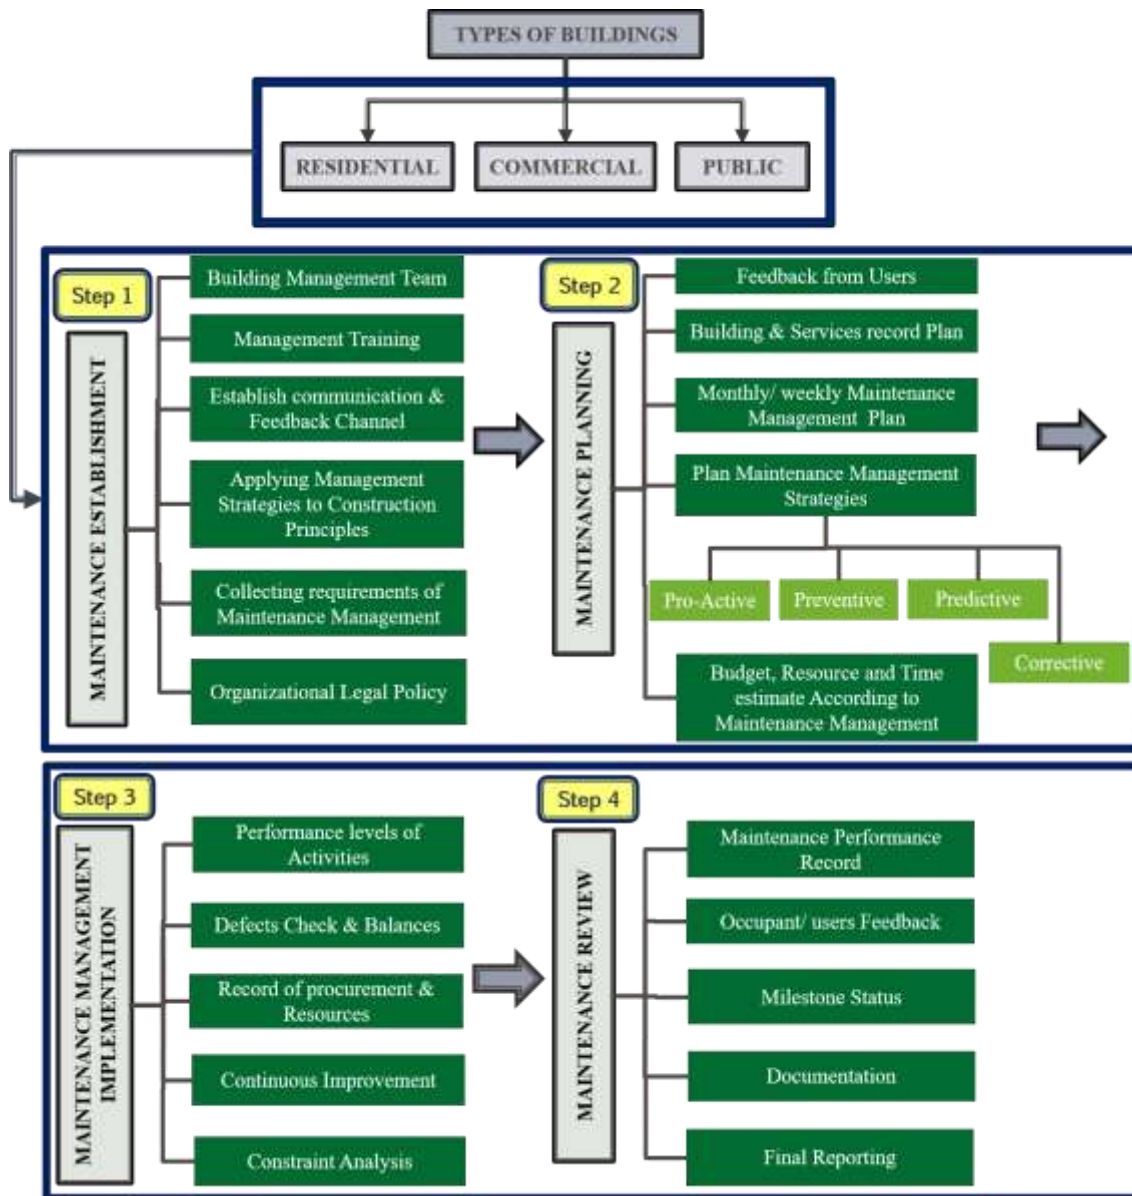 TYPES OF BUILDINGS
RESIDENTIAL
COMMERCIAL
PUBLIC
Step 1
MAINTENANCE ESTABLISHMENT
Building Management Team
Management Training
Establish communication &
Feedback Channel
Applying Management
Strategies to Construction
Principles
Collecting requirements of
Maintenance Management
Organizational Legal Policy
Step 2
MAINTENANCE PLANNING
Feedback from Users
Building & Services record Plan
Monthly/ weekly Maintenance
Management Plan
Plan Maintenance Management
Strategies
Pro-Active
Preventive
Predictive
Corrective
Budget, Resource and Time
estimate According to
Maintenance Management
Step 3
MAINTENANCE MANAGEMENT
IMPLEMENTATION
Performance levels of
Activities
Defects Check & Balances
Record of procurement &
Resources
Continuous Improvement
Constraint Analysis
Step 4
MAINTENANCE REVIEW
Maintenance Performance
Record
Occupant/ users Feedback
Milestone Status
Documentation
Final Reporting